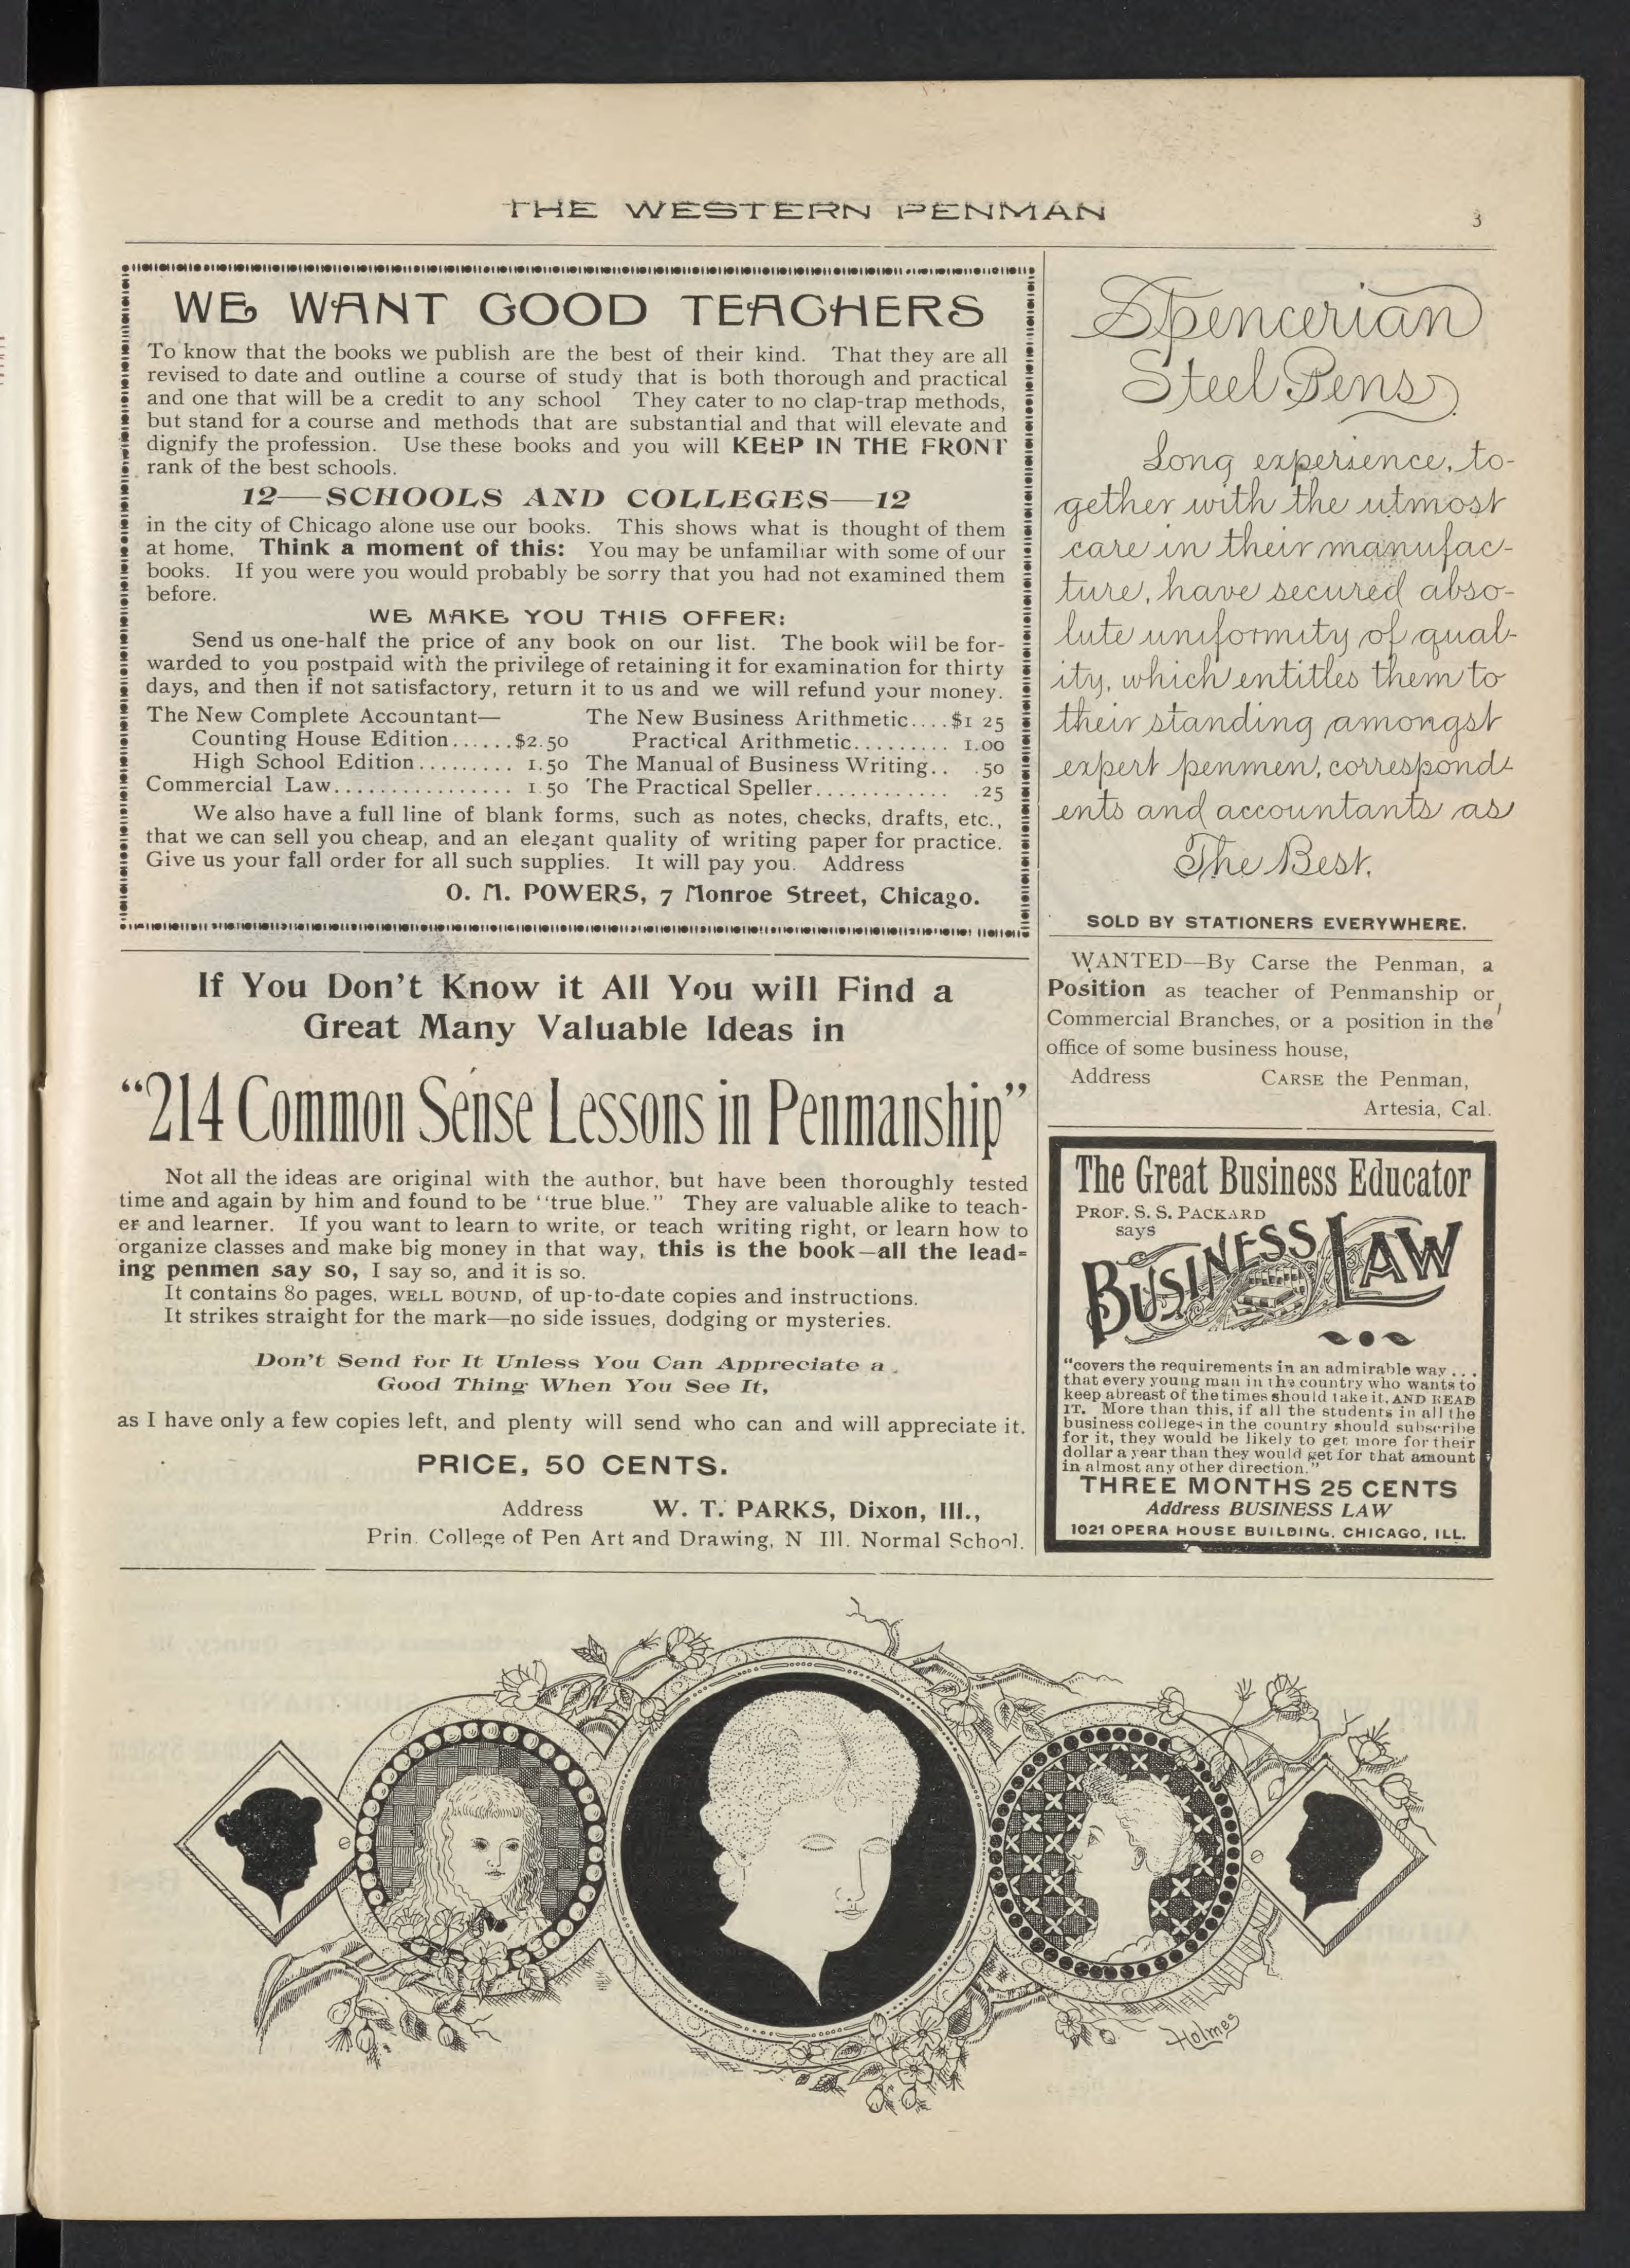 THE WESTERN PENMAN
3
WE WANT GOOD TEACHERS
To know that the books we publish are the best of their kind. That they are all
revised to date and outline a course of study that is both thorough and practical
and one that will be a credit to any school They cater to no clap-trap methods,
but stand for a course and methods that are substantial and that will elevate and
dignify the profession. Use these books and you will KEEP IN THE FRONT
rank of the best schools.
12—SCHOOLS AND COLLEGES—12
in the city of Chicago alone use our books. This shows what is thought of them
at home. Think a moment of this: You may be unfamiliar with some of our
books. If you were you would probably be sorry that you had not examined them
before.
WE MAKE YOU THIS OFFER:
Send us one-half the price of any book on our list. The book will be for-
warded to you postpaid with the privilege of retaining it for examination for thirty
days, and then if not satisfactory, return it to us and we will refund your money.
The New Complete Accountant—
Counting House Edition......$2.50
High School Edition......... 1.50
Commercial Law................ 1 50
The New Business Arithmetic....$1 25
Practical Arithmetic......... 1.00
The Manual of Business Writing.. .50
The Practical Speller............ .25
We also have a full line of blank forms, such as notes, checks, drafts, etc.,
that we can sell you cheap, and an elegant quality of writing paper for practice.
Give us your fall order for all such supplies. It will pay you. Address
O. M. POWERS, 7 Monroe Street, Chicago.
If You Don't Know it All You will Find a
Great Many Valuable Ideas in
"214 Common Sense Lessons in Penmanship"
Not all the ideas are original with the author, but have been thoroughly tested
time and again by him and found to be "true blue." They are valuable alike to teach-
er and learner. If you want to learn to write, or teach writing right, or learn how to
organize classes and make big money in that way, this is the book—all the lead-
ing penmen say so, I say so, and it is so.
It contains 80 pages, WELL BOUND, of up-to-date copies and instructions.
It strikes straight for the mark—no side issues, dodging or mysteries.
Don't Send for It Unless You Can Appreciate a
Good Thing When You See It,
as I have only a few copies left, and plenty will send who can and will appreciate it.
PRICE, 50 CENTS.
Address W. T. PARKS, Dixon, Ill.,
Prin. College of Pen Art and Drawing, N Ill. Normal School.
Spencerian
Steel Pens
Long experience, to-
gether with the utmost
care in their manufac-
ture, have secured abso-
lute uniformity of qual-
ity, which entitles them to
their standing amongst
expert penmen, correspond-
ents and accountants as
The Best.
SOLD BY STATIONERS EVERYWHERE.
WANTED—By Carse the Penman, a
Position as teacher of Penmanship or
Commercial Branches, or a position in the
office of some business house,
Address CARSE the Penman,
Artesia, Cal.
The Great Business Educator
PROF. S. S. PACKARD
says
BUSINESS LAW
"covers the requirements in an admirable way ...
that every young man in the country who wants to
keep abreast of the times should take it, AND READ
IT. More than this, if all the students in all the
business colleges in the country should subscribe
for it, they would be likely to get more for their
dollar a year than they would get for that amount
in almost any other direction."
THREE MONTHS 25 CENTS
Address BUSINESS LAW
1021 OPERA HOUSE BUILDING, CHICAGO, ILL.
Holmes